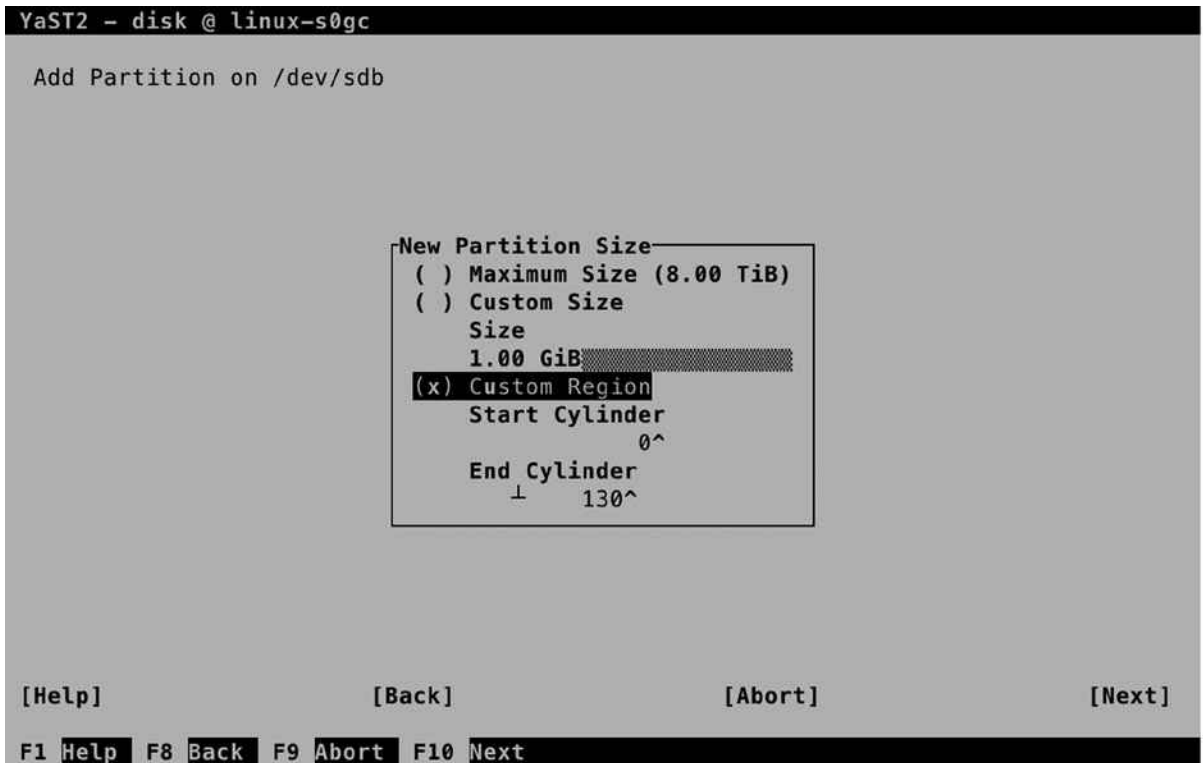 YaST2 – disk @ linux–s0gc
Add Partition on /dev/sdb
New Partition Size
( ) Maximum Size (8.00 TiB)
( ) Custom Size
Size
1.00 GiB
(x) Custom Region
Start Cylinder
0^
End Cylinder
130^
[Help] [Back] [Abort] [Next]
F1 Help F8 Back F9 Abort F10 Next